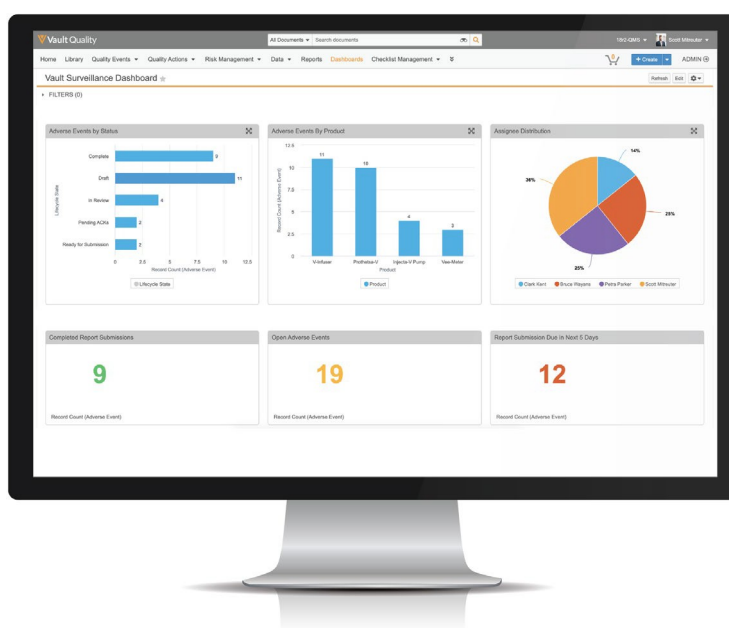 Vault Quality
All Documents Search documents
Scott Mitreuter
Home Library Quality Events Quality Actions Risk Management Data Reports Dashboards Checklist Management
0
+ Create ADMIN
Vault Surveillance Dashboard
Refresh Edit
FILTERS (0)
Adverse Events by Status
Lifecycle State
Complete 9
Draft 11
In Review 4
Pending ACKs 2
Ready for Submission 2
0 2.5 5 7.5 10 12.5
Record Count (Adverse Event)
Lifecycle State
Adverse Events By Product
Record Count (Adverse Event)
12.5
10
7.5
5
2.5
0
11
10
4
3
V-Infuser Prothelsa-V Injecta-V Pump Vee-Meter
Product
Product
Assignee Distribution
14%
25%
25%
36%
Clark Kent Bruce Wayans Petra Parker Scott Mitreuter
Completed Report Submissions
9
Record Count (Adverse Event)
Open Adverse Events
19
Record Count (Adverse Event)
Report Submission Due in Next 5 Days
12
Record Count (Adverse Event)